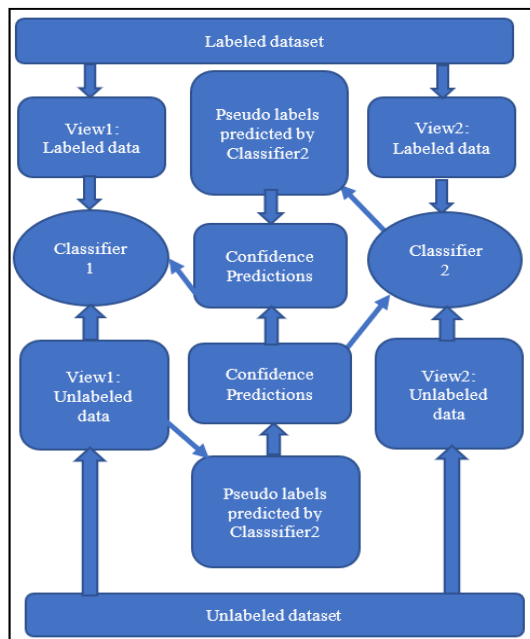 Labeled dataset
View1:
Labeled data
Pseudo labels
predicted by
Classifier2
View2:
Labeled data
Classifier
1
Confidence
Predictions
Classifier
2
View1:
Unlabeled
data
Confidence
Predictions
View2:
Unlabeled
data
Pseudo labels
predicted by
Classsifier2
Unlabeled dataset